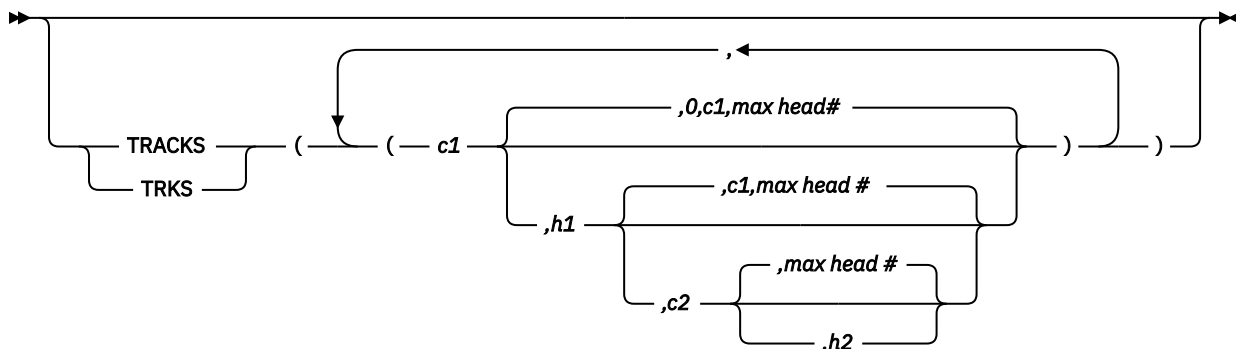 ,
,0,c1,max head#
TRACKS ( ( c1 ) )
TRKS
,c1,max head #
,h1
,max head #
,c2
,h2